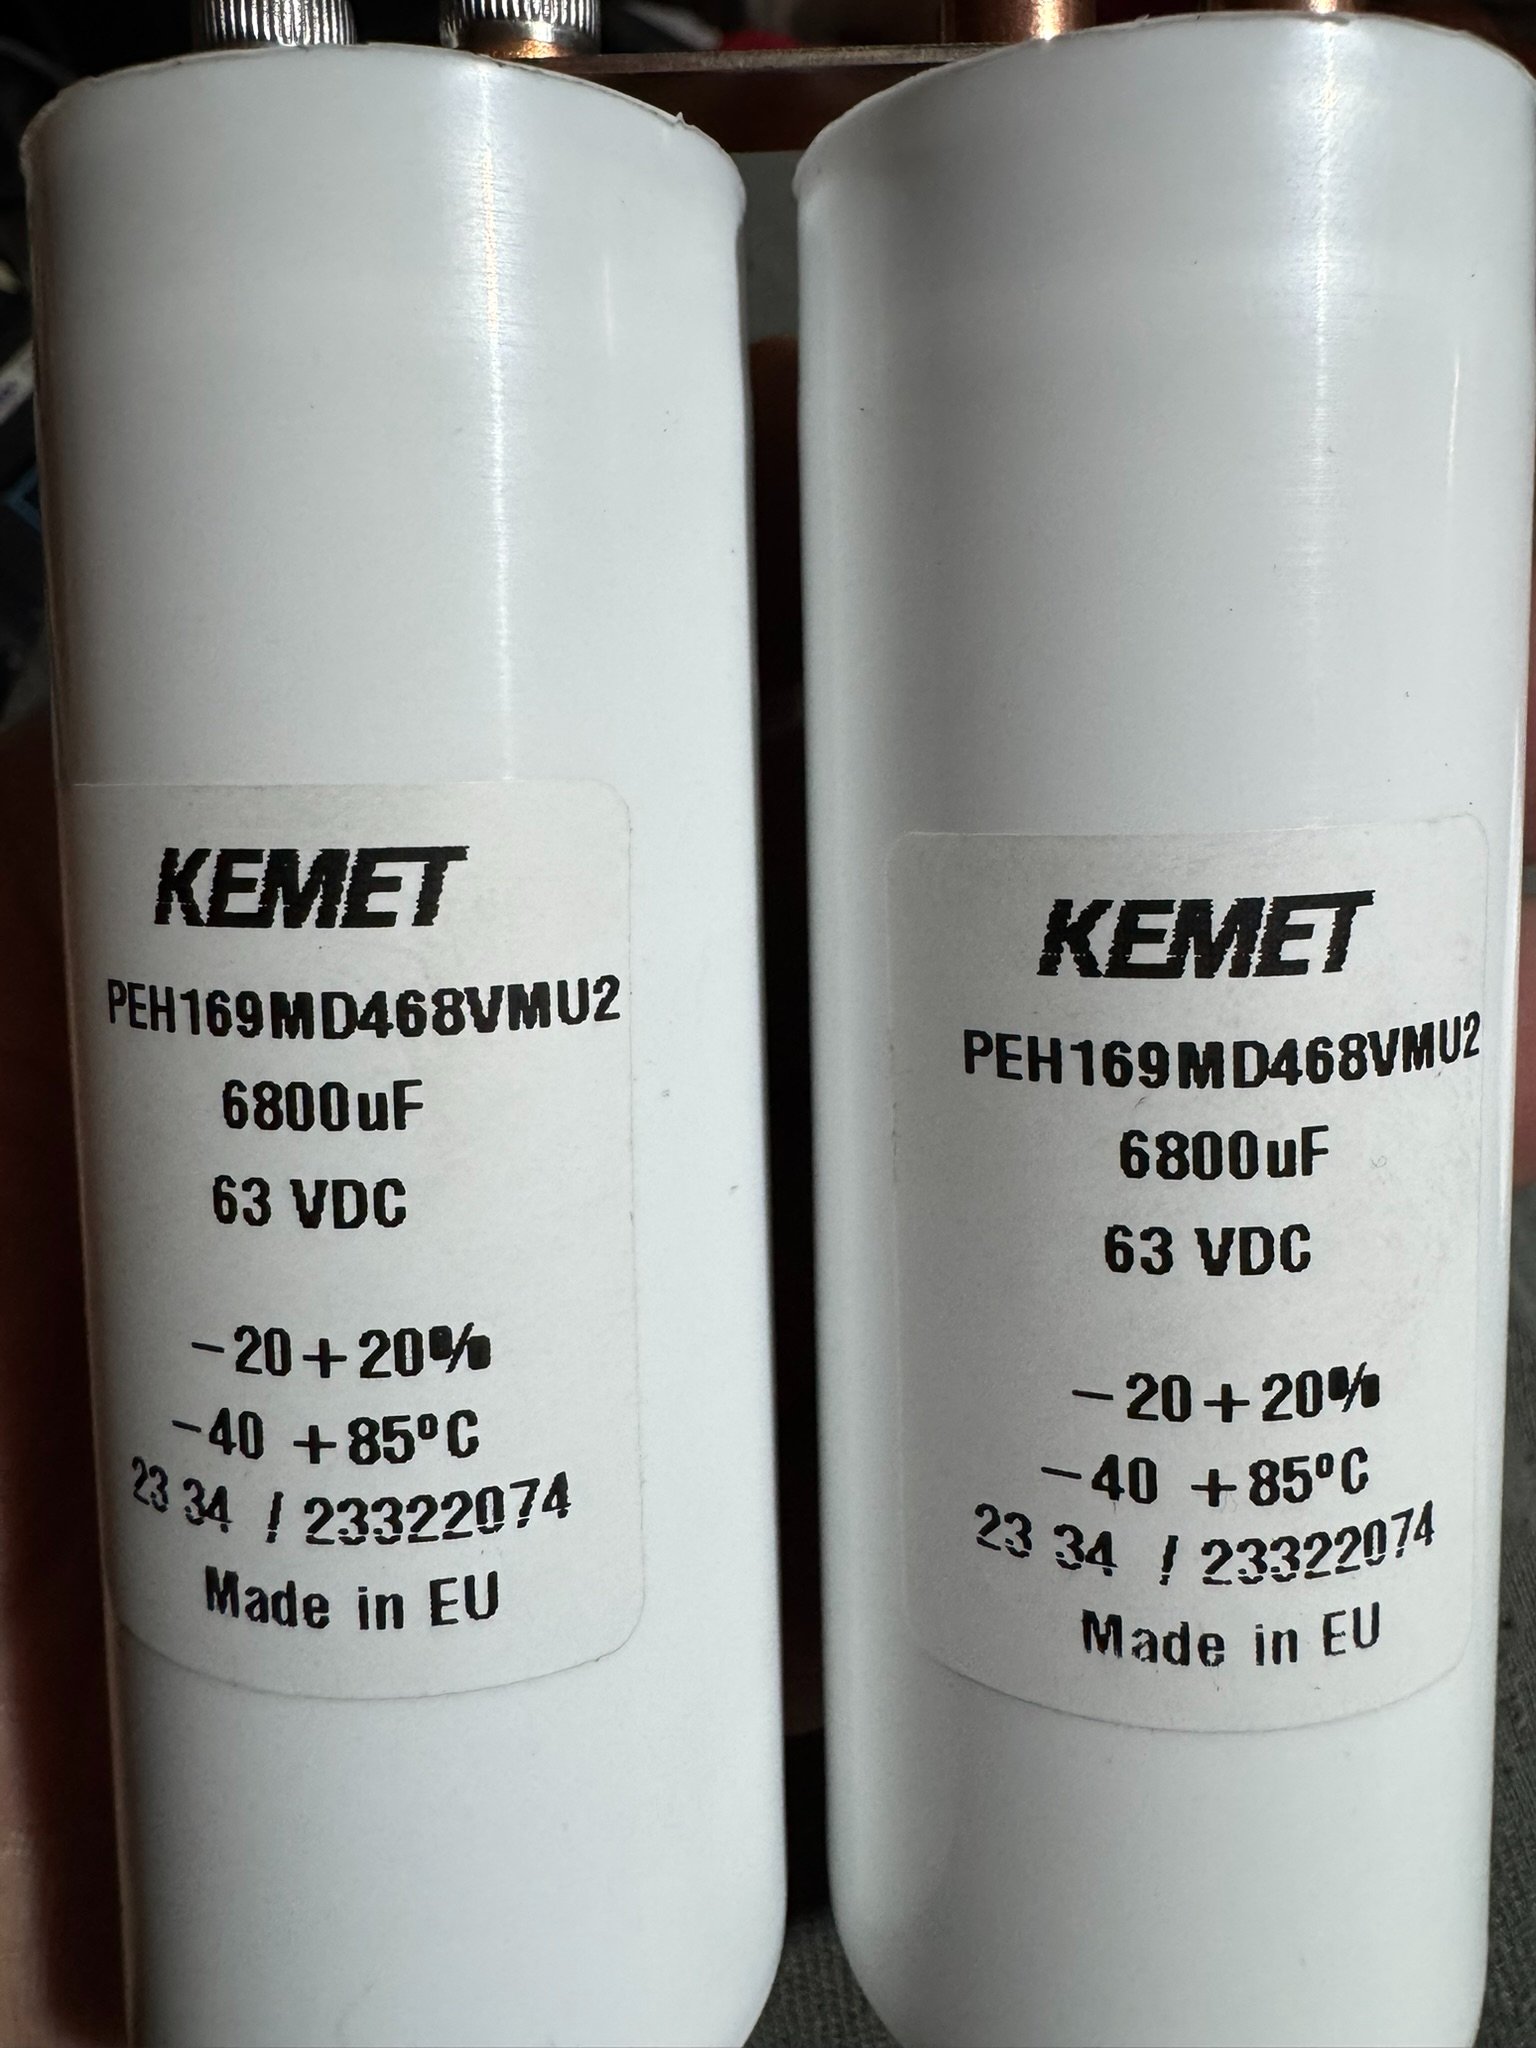 KEMET
PEH169MD468VMU2
6800uF
63 VDC
-20+20%
-40 +85°C
23 34 / 23322074
Made in EU
KEMET
PEH169MD468VMU2
6800uF
63 VDC
-20+20%
-40 +85°C
23 34 / 23322074
Made in EU